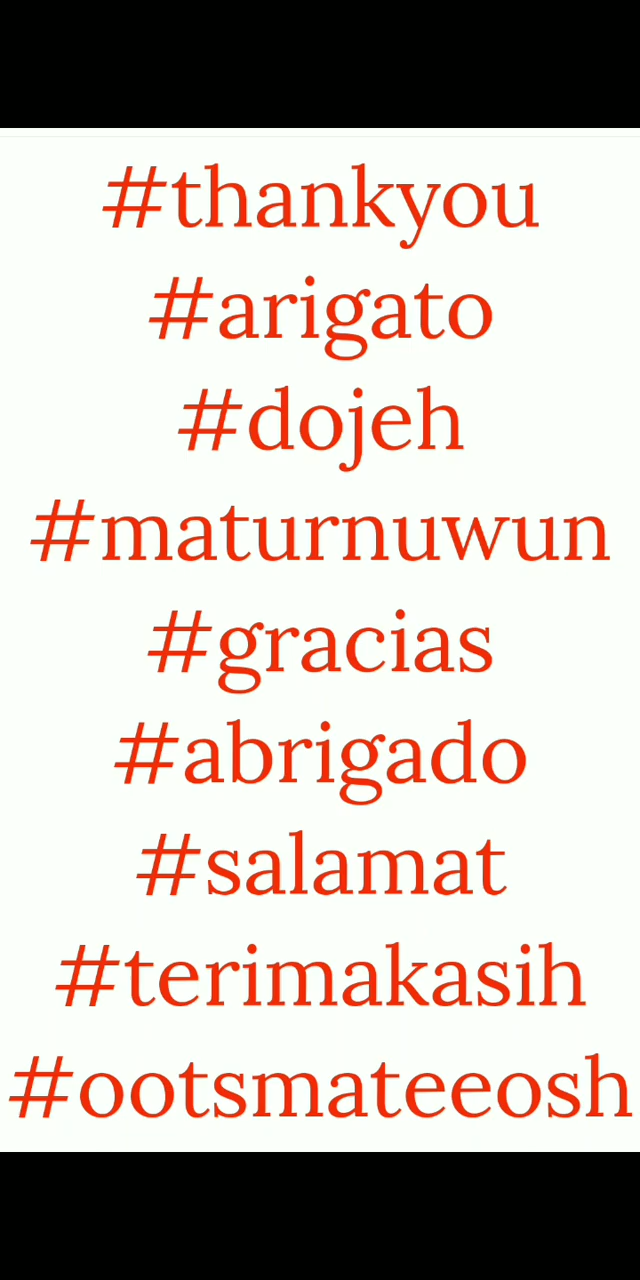 #thankyou
#arigato
#dojeh
#maturnuwun
#gracias
#abrigado
#salamat
#terimakasih
#ootsmateeosh